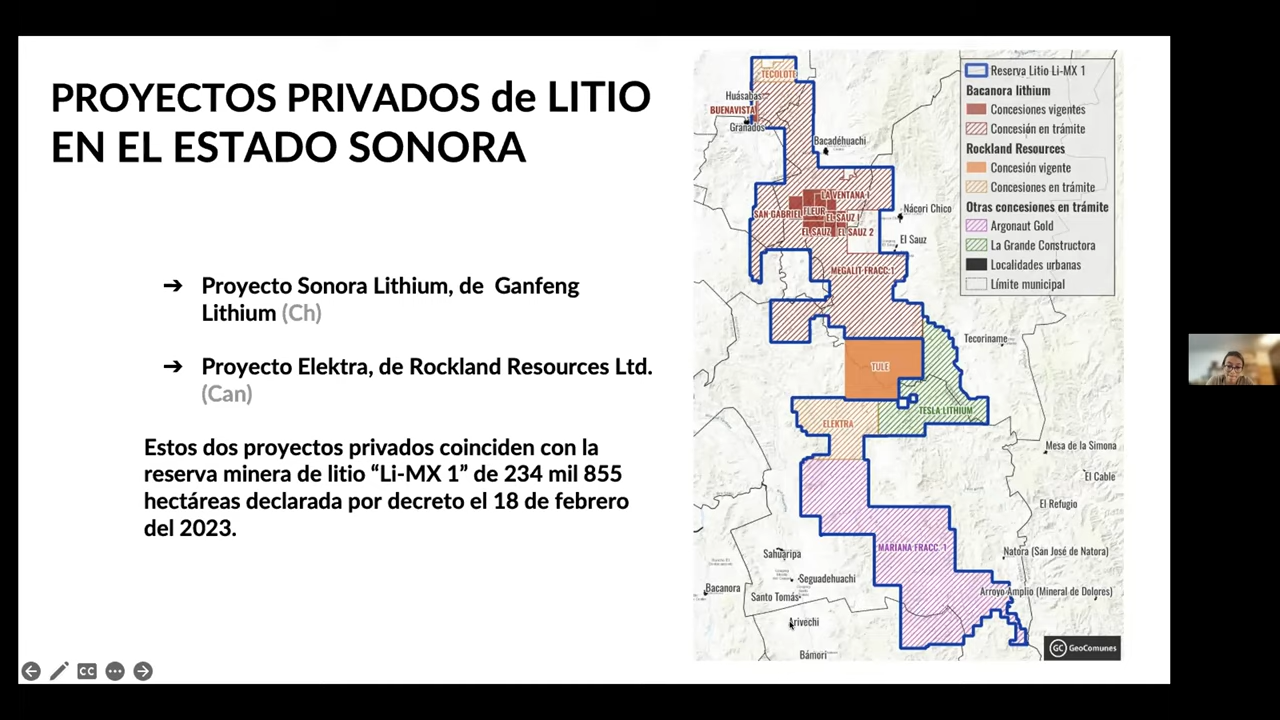 PROYECTOS PRIVADOS de LITIO
EN EL ESTADO SONORA
➔ Proyecto Sonora Lithium, de Ganfeng
Lithium (Ch)
➔ Proyecto Elektra, de Rockland Resources Ltd.
(Can)
Estos dos proyectos privados coinciden con la
reserva minera de litio “Li-MX 1” de 234 mil 855
hectáreas declarada por decreto el 18 de febrero
del 2023.
Reserva Litio Li-MX 1
Bacanora lithium
Concesiones vigentes
Concesión en trámite
Rockland Resources
Concesión vigente
Concesiones en trámite
Otras concesiones en trámite
Argonaut Gold
La Grande Constructora
Localidades urbanas
Límite municipal
TECOLOTE
Huásabas
BUENAVISTA
Granados
Bacadéhuachi
LA VENTANA 1
SAN GABRIEL
FLEUR
EL SAUZ 1
EL SAUZ
EL SAUZ 2
Nácori Chico
El Sauz
MEGALIT FRACC. 1
Tecoriname
TULE
TESLA LITHIUM
ELEKTRA
Mesa de la Simona
El Cable
El Refugio
MARIANA FRACC. 1
Natora (San José de Natora)
Sahuaripa
Seguadehuachi
Bacanora
Santo Tomás
Arroyo Amplio (Mineral de Dolores)
Arivechi
Bámori
GC GeoComunes
CC